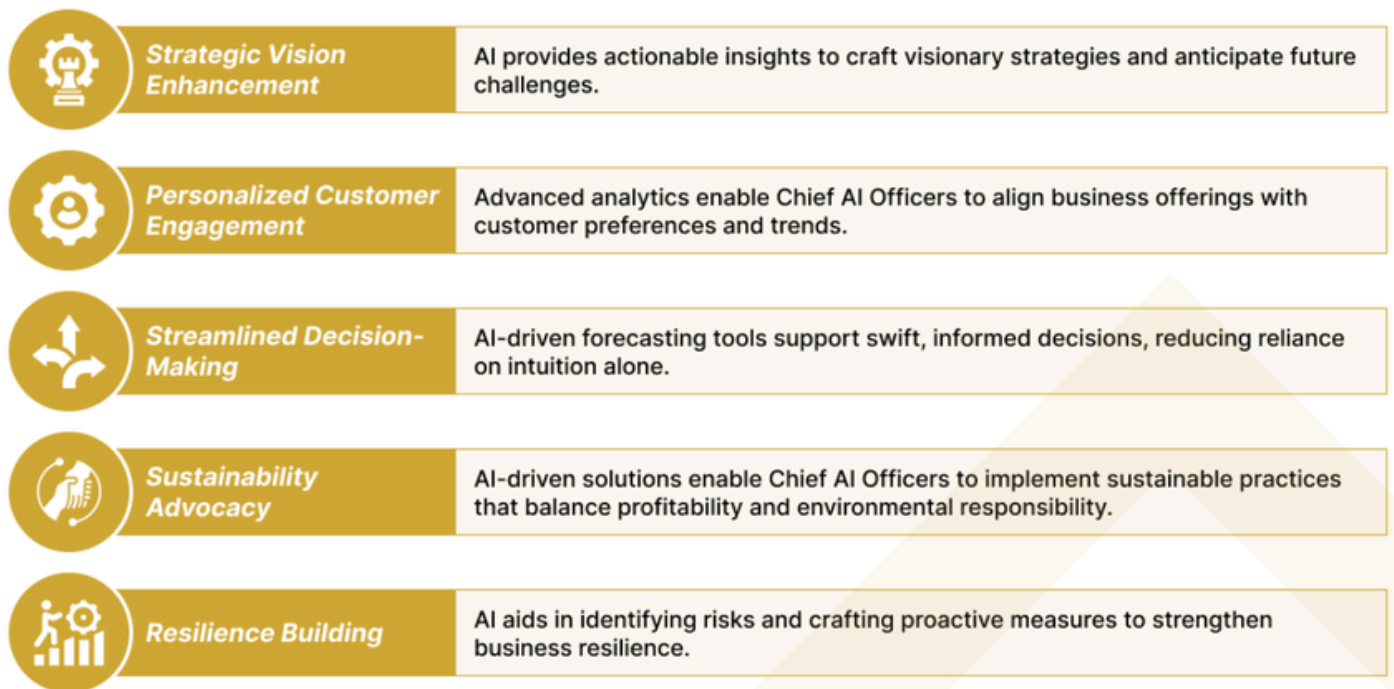 Strategic Vision
Enhancement
AI provides actionable insights to craft visionary strategies and anticipate future
challenges.
Personalized Customer
Engagement
Advanced analytics enable Chief AI Officers to align business offerings with
customer preferences and trends.
Streamlined Decision-
Making
AI-driven forecasting tools support swift, informed decisions, reducing reliance
on intuition alone.
Sustainability
Advocacy
AI-driven solutions enable Chief AI Officers to implement sustainable practices
that balance profitability and environmental responsibility.
Resilience Building
AI aids in identifying risks and crafting proactive measures to strengthen
business resilience.